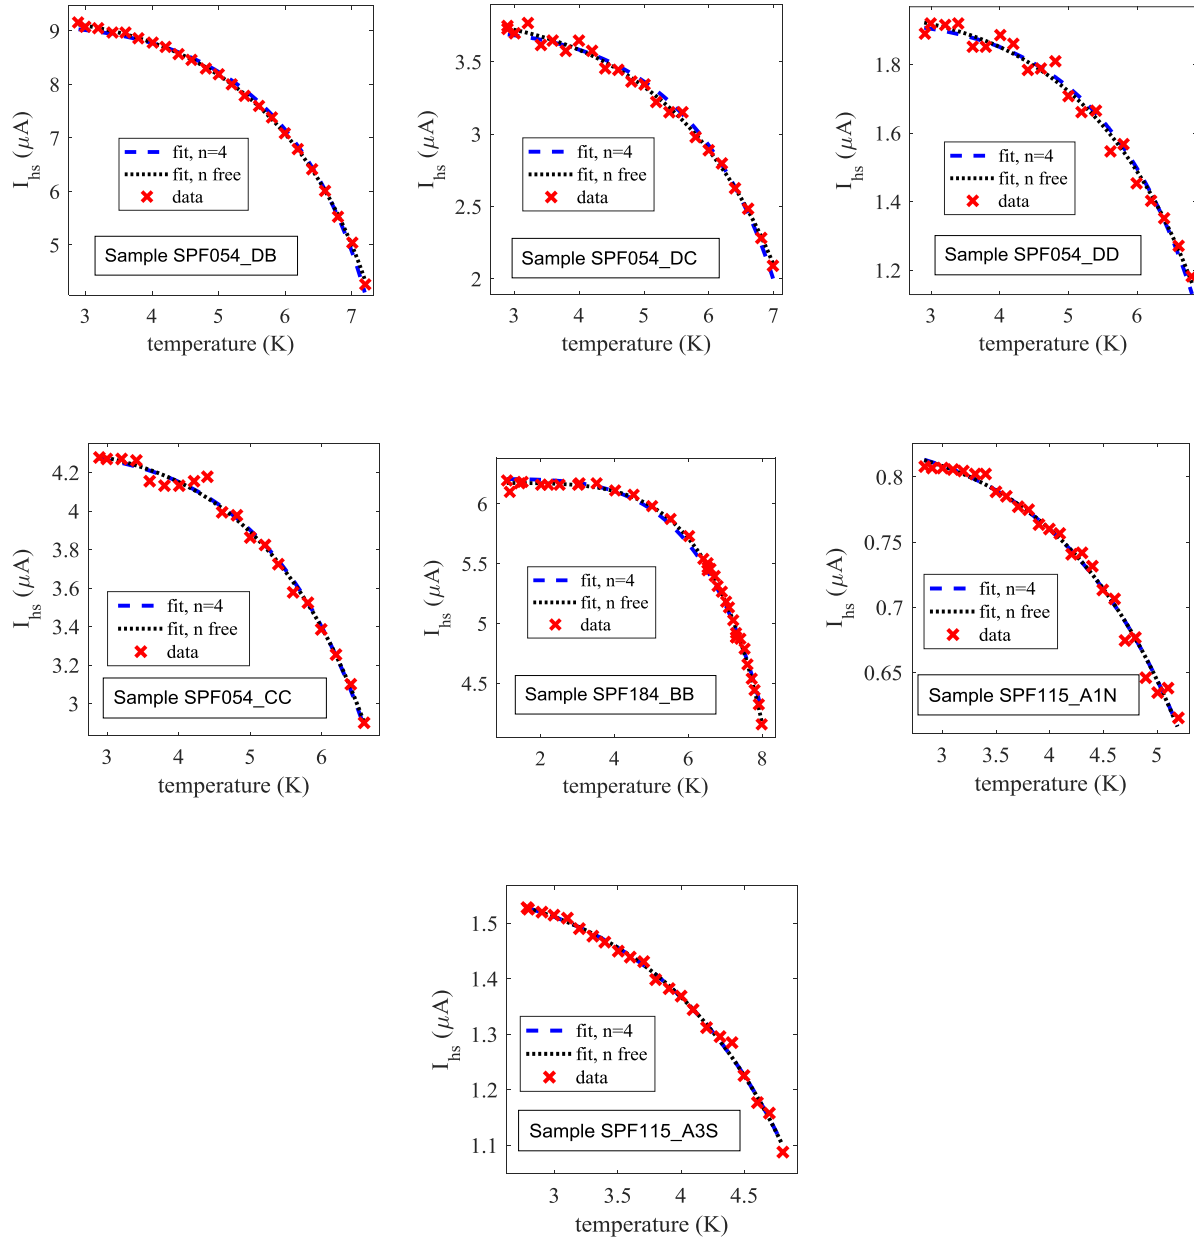 9
8
7
6
5
I_hs (μA)
fit, n=4
fit, n free
data
Sample SPF054_DB
3 4 5 6 7
temperature (K)
3.5
3
2.5
2
I_hs (μA)
fit, n=4
fit, n free
data
Sample SPF054_DC
3 4 5 6 7
temperature (K)
1.8
1.6
1.4
1.2
I_hs (μA)
fit, n=4
fit, n free
data
Sample SPF054_DD
3 4 5 6
temperature (K)
4.2
4
3.8
3.6
3.4
3.2
3
I_hs (μA)
fit, n=4
fit, n free
data
Sample SPF054_CC
3 4 5 6
temperature (K)
6
5.5
5
4.5
I_hs (μA)
fit, n=4
fit, n free
data
Sample SPF184_BB
2 4 6 8
temperature (K)
0.8
0.75
0.7
0.65
I_hs (μA)
fit, n=4
fit, n free
data
Sample SPF115_A1N
3 3.5 4 4.5 5
temperature (K)
1.5
1.4
1.3
1.2
1.1
I_hs (μA)
fit, n=4
fit, n free
data
Sample SPF115_A3S
3 3.5 4 4.5
temperature (K)